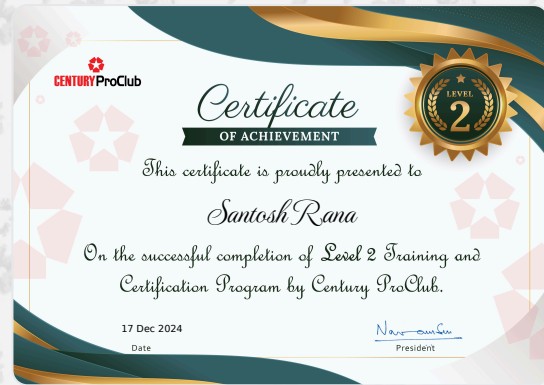 CENTURY ProClub
Certificate
OF ACHIEVEMENT
LEVEL
2
This certificate is proudly presented to
Santosh Rana
On the successful completion of Level 2 Training and
Certification Program by Century ProClub.
17 Dec 2024
Date
President